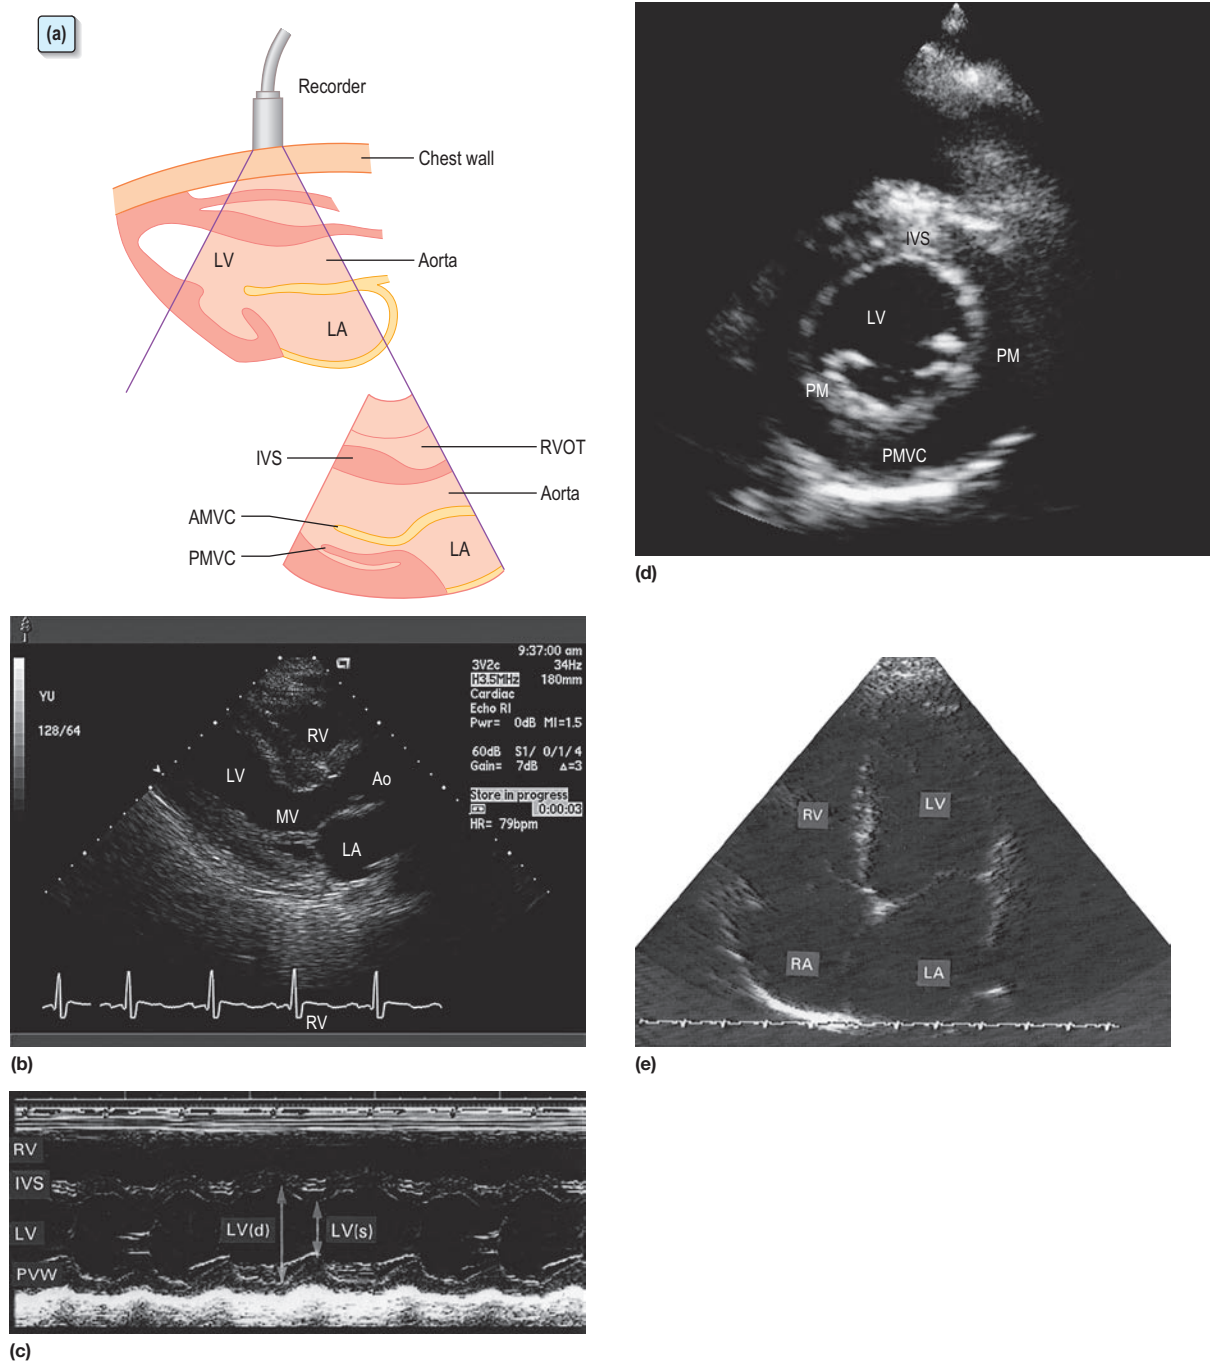 (a)
Recorder
Chest wall
LV
Aorta
LA
IVS
RVOT
Aorta
AMVC
PMVC
LA
IVS
LV
PM
PM
PMVC
(d)
9:37:00 am
3V2c 34Hz
H3.5MHz 180mm
Cardiac
Echo RI
Pwr= 0dB MI=1.5
60dB S1/ 0/1/4
Gain= 7dB Δ=3
Store in progress
0:00:03
HR= 79bpm
YU
128/64
RV
LV
Ao
MV
LA
RV
(b)
RV
LV
RA
LA
(e)
RV
IVS
LV
LV(d)
LV(s)
PVW
(c)